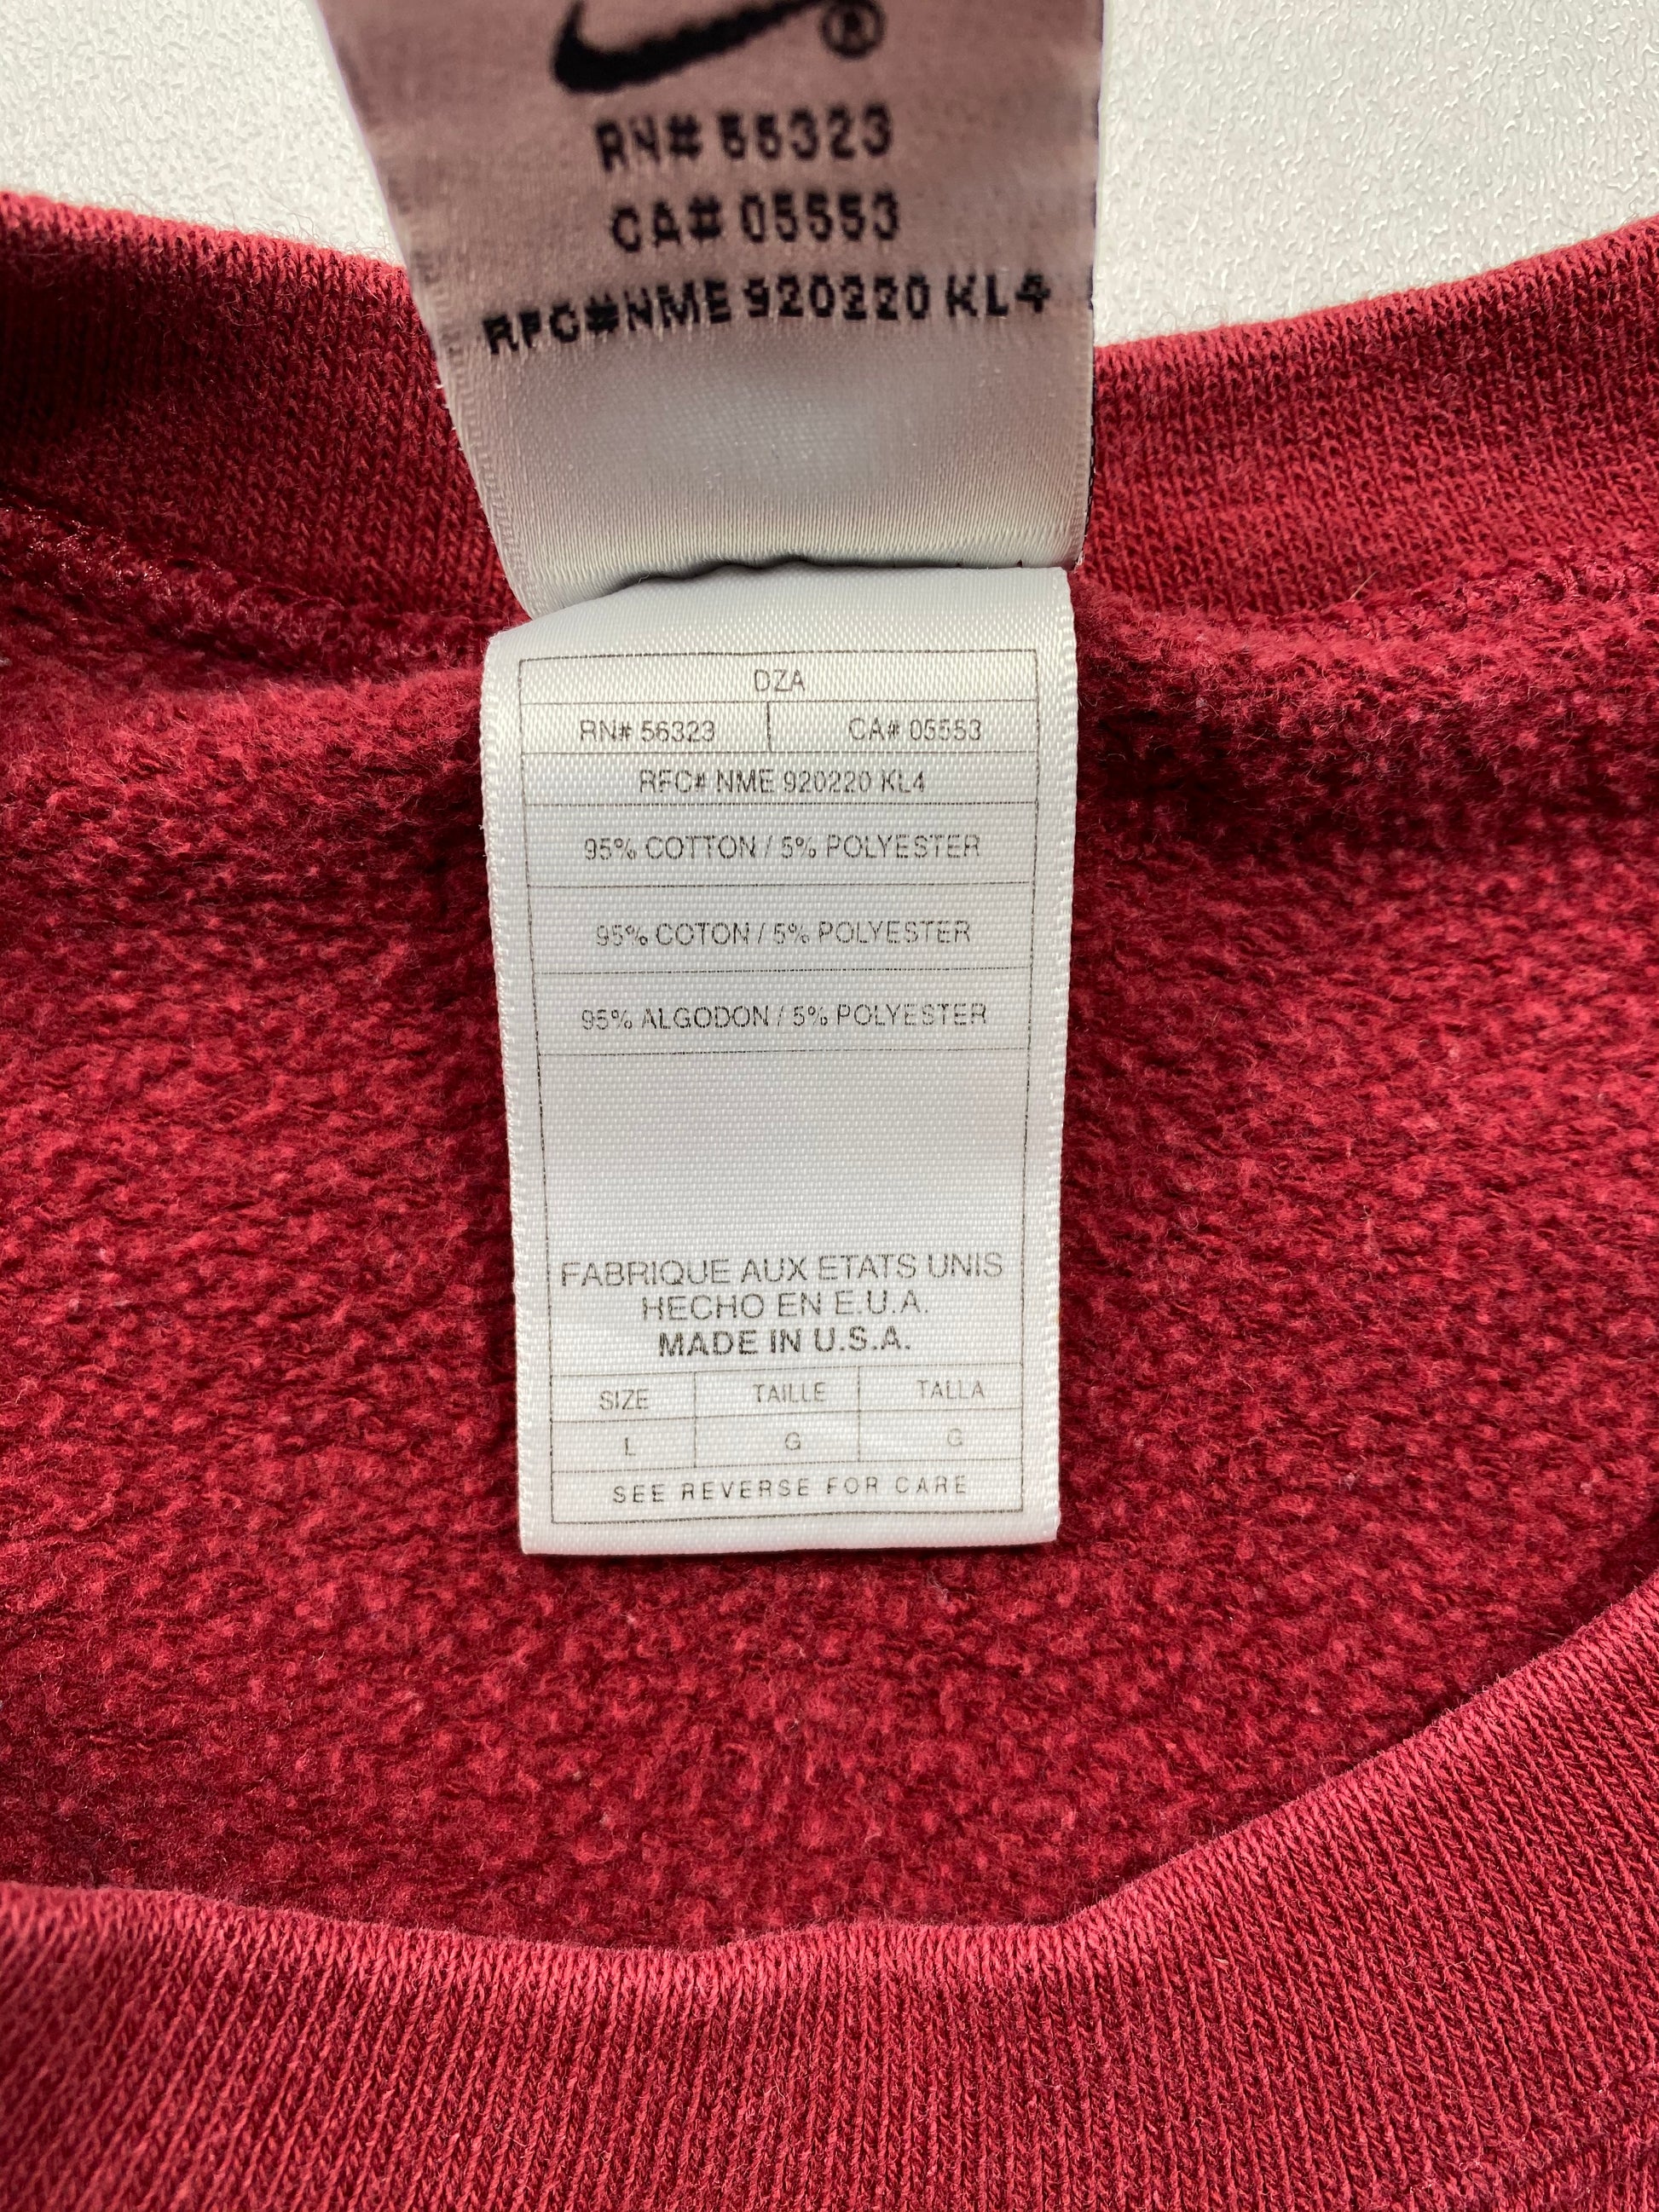 ®
RN# 56323
CA# 05553
RFC#NME 920220 KL4
DZA
RN# 56323 CA# 05553
RFC# NME 920220 KL4
95% COTTON / 5% POLYESTER
95% COTON / 5% POLYESTER
95% ALGODON / 5% POLYESTER
FABRIQUE AUX ETATS UNIS
HECHO EN E.U.A.
MADE IN U.S.A.
SIZE TAILLE TALLA
L G G
SEE REVERSE FOR CARE